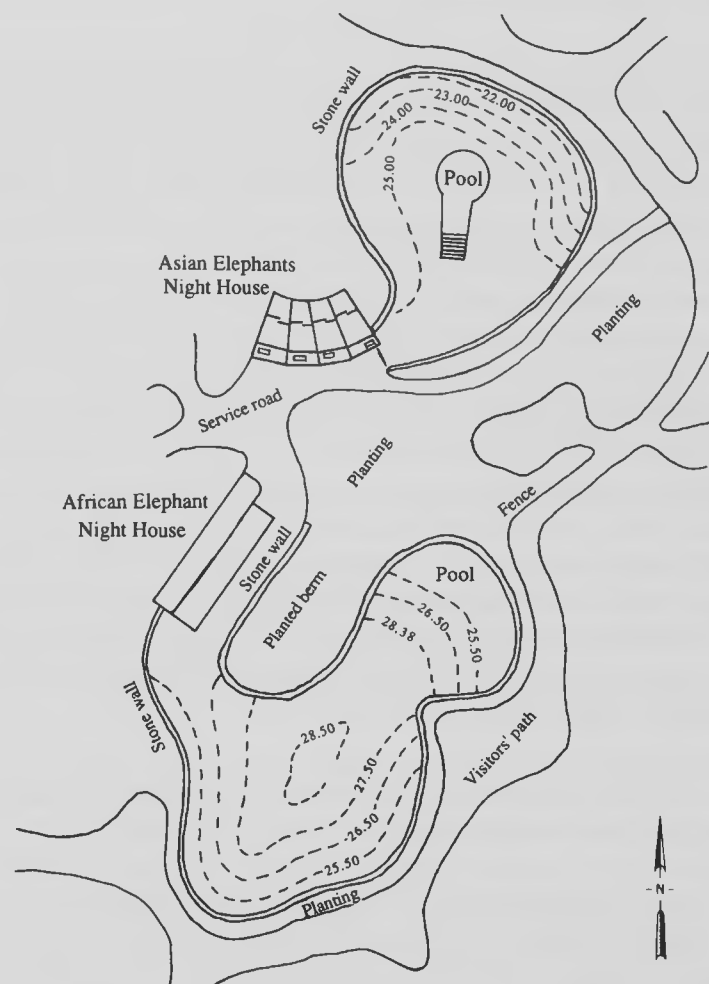 Stone wall
22.00
23.00
24.00
25.00
Pool
Asian Elephants
Night House
Planting
Service road
Planting
African Elephant
Night House
Fence
Stone wall
Pool
Planted berm
28.38
26.50
25.50
Stone wall
28.50
27.50
Visitors' path
26.50
25.50
Planting
N